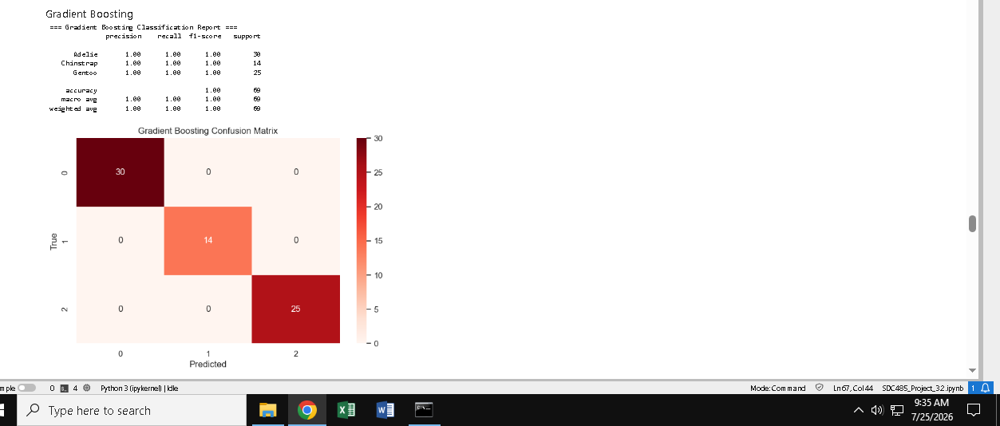 Gradient Boosting
=== Gradient Boosting Classification Report ===
precision recall f1-score support
Adelie 1.00 1.00 1.00 30
Chinstrap 1.00 1.00 1.00 14
Gentoo 1.00 1.00 1.00 25
accuracy 1.00 69
macro avg 1.00 1.00 1.00 69
weighted avg 1.00 1.00 1.00 69
Gradient Boosting Confusion Matrix
30
0 30 0 0
25
20
True 1 0 14 0
15
10
2 0 0 25
5
0
0 1 2
Predicted
mple 0 4 Python 3 (ipykernel) | Idle Mode: Command Ln 67, Col 44 SDC485_Project_3.2.ipynb 1
Type here to search
9:35 AM
7/25/2026